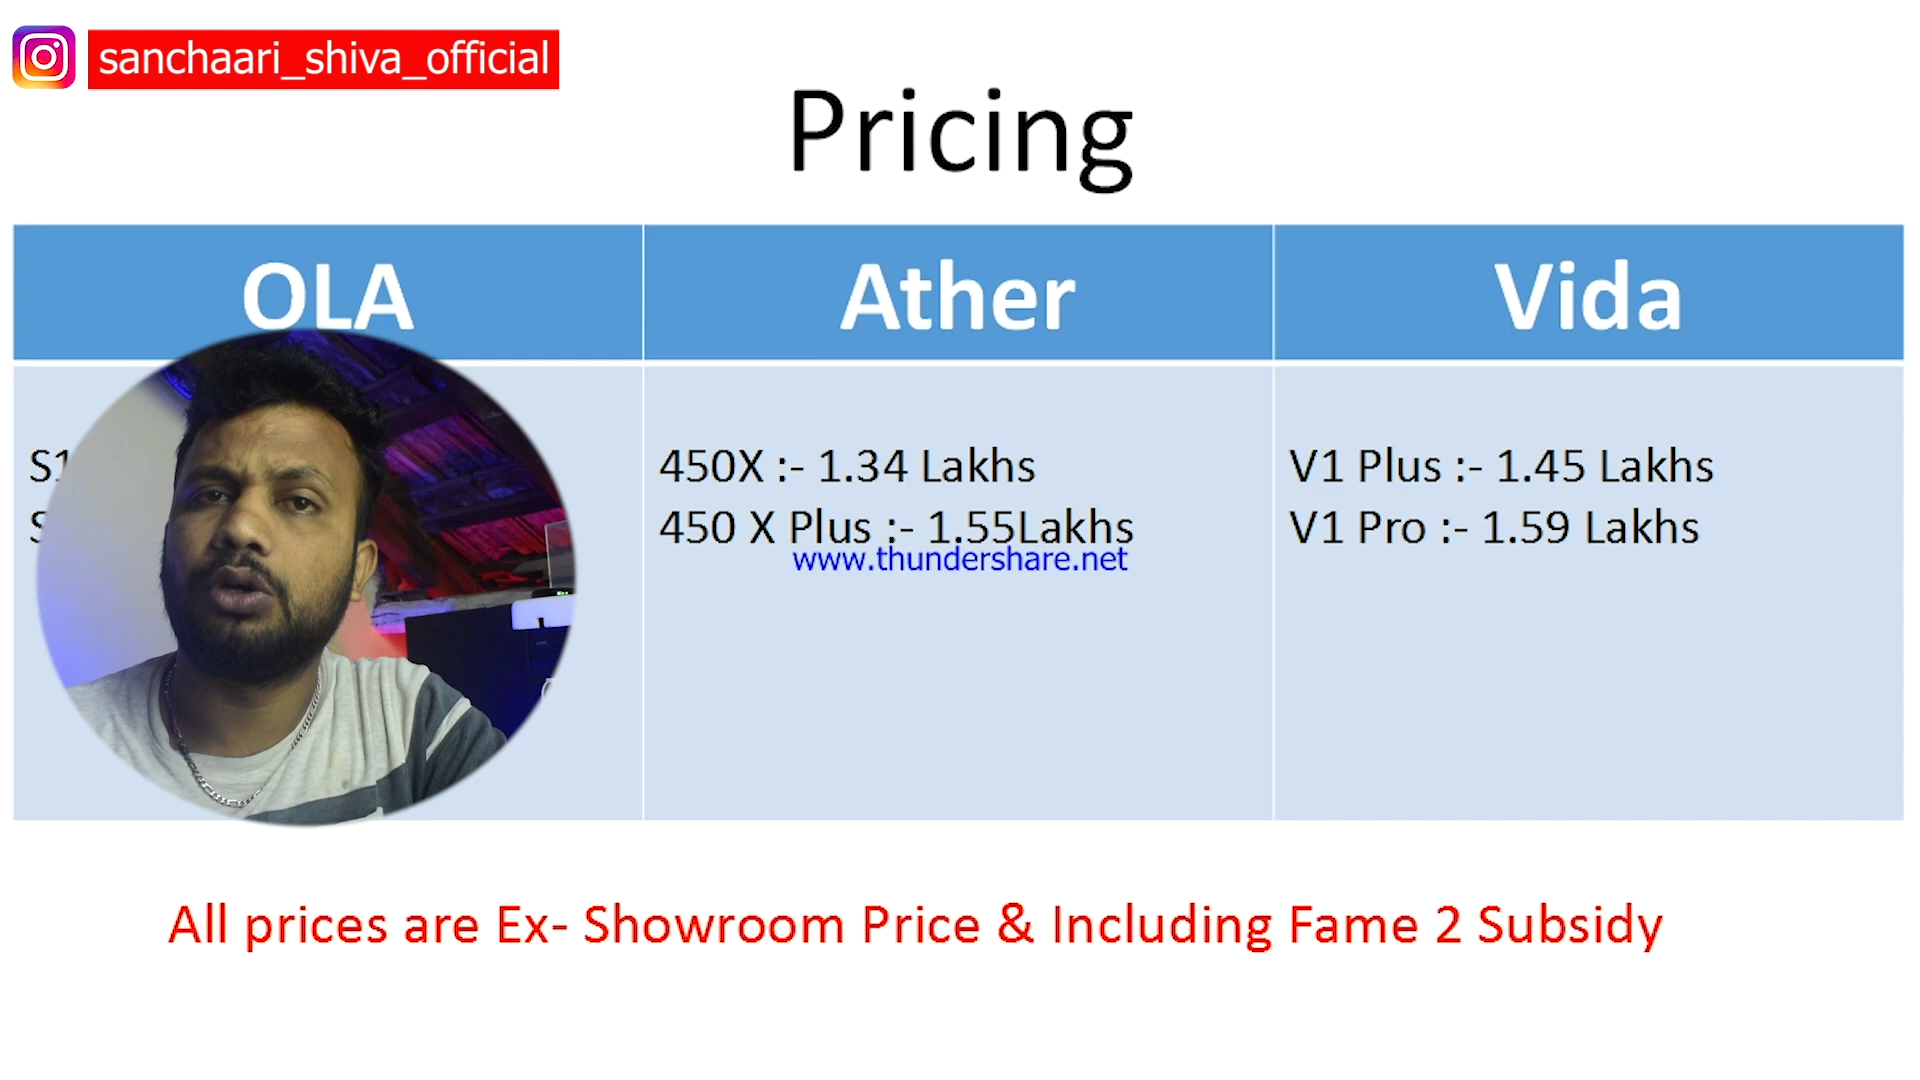 sanchaari_shiva_official
Pricing
OLA
Ather
Vida
S1
450X :- 1.34 Lakhs
450 X Plus :- 1.55Lakhs
www.thundershare.net
V1 Plus :- 1.45 Lakhs
V1 Pro :- 1.59 Lakhs
All prices are Ex- Showroom Price & Including Fame 2 Subsidy